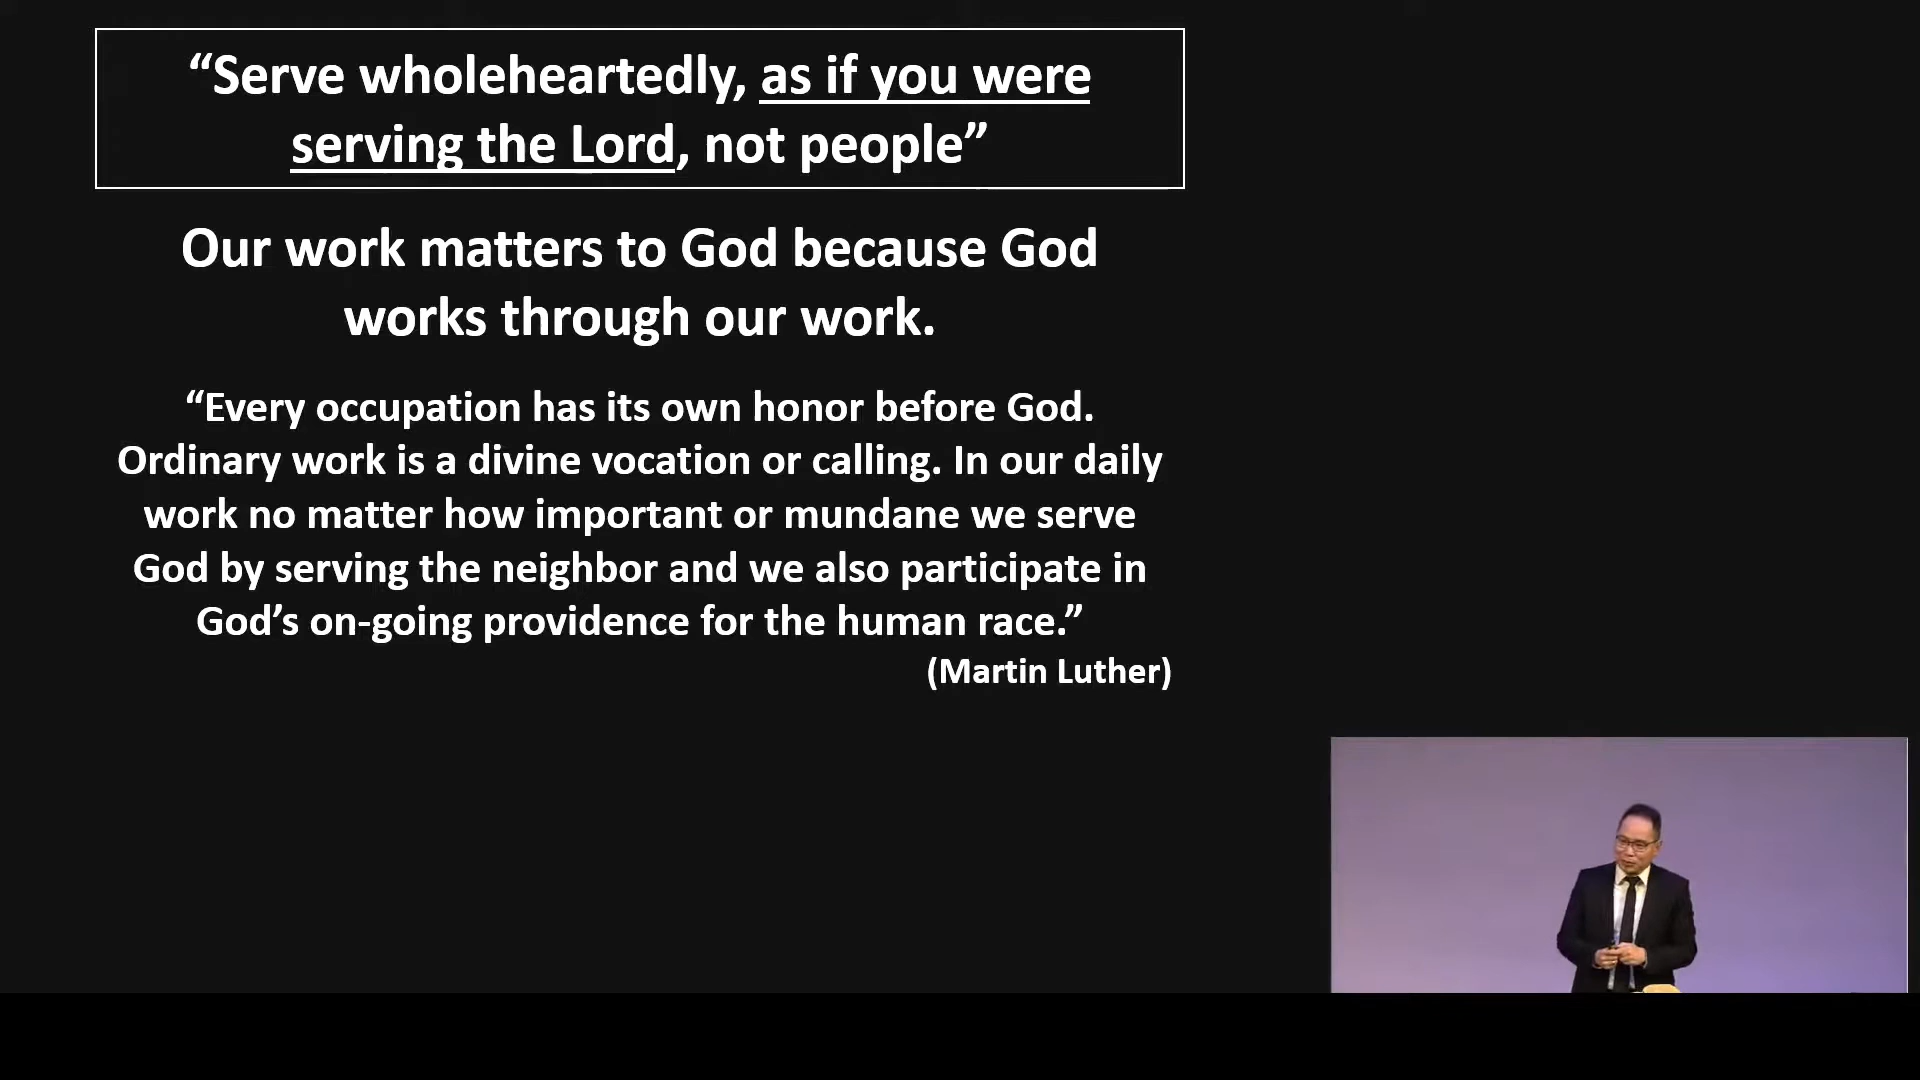 “Serve wholeheartedly, as if you were
serving the Lord, not people”
Our work matters to God because God
works through our work.
“Every occupation has its own honor before God.
Ordinary work is a divine vocation or calling. In our daily
work no matter how important or mundane we serve
God by serving the neighbor and we also participate in
God’s on-going providence for the human race.”
(Martin Luther)